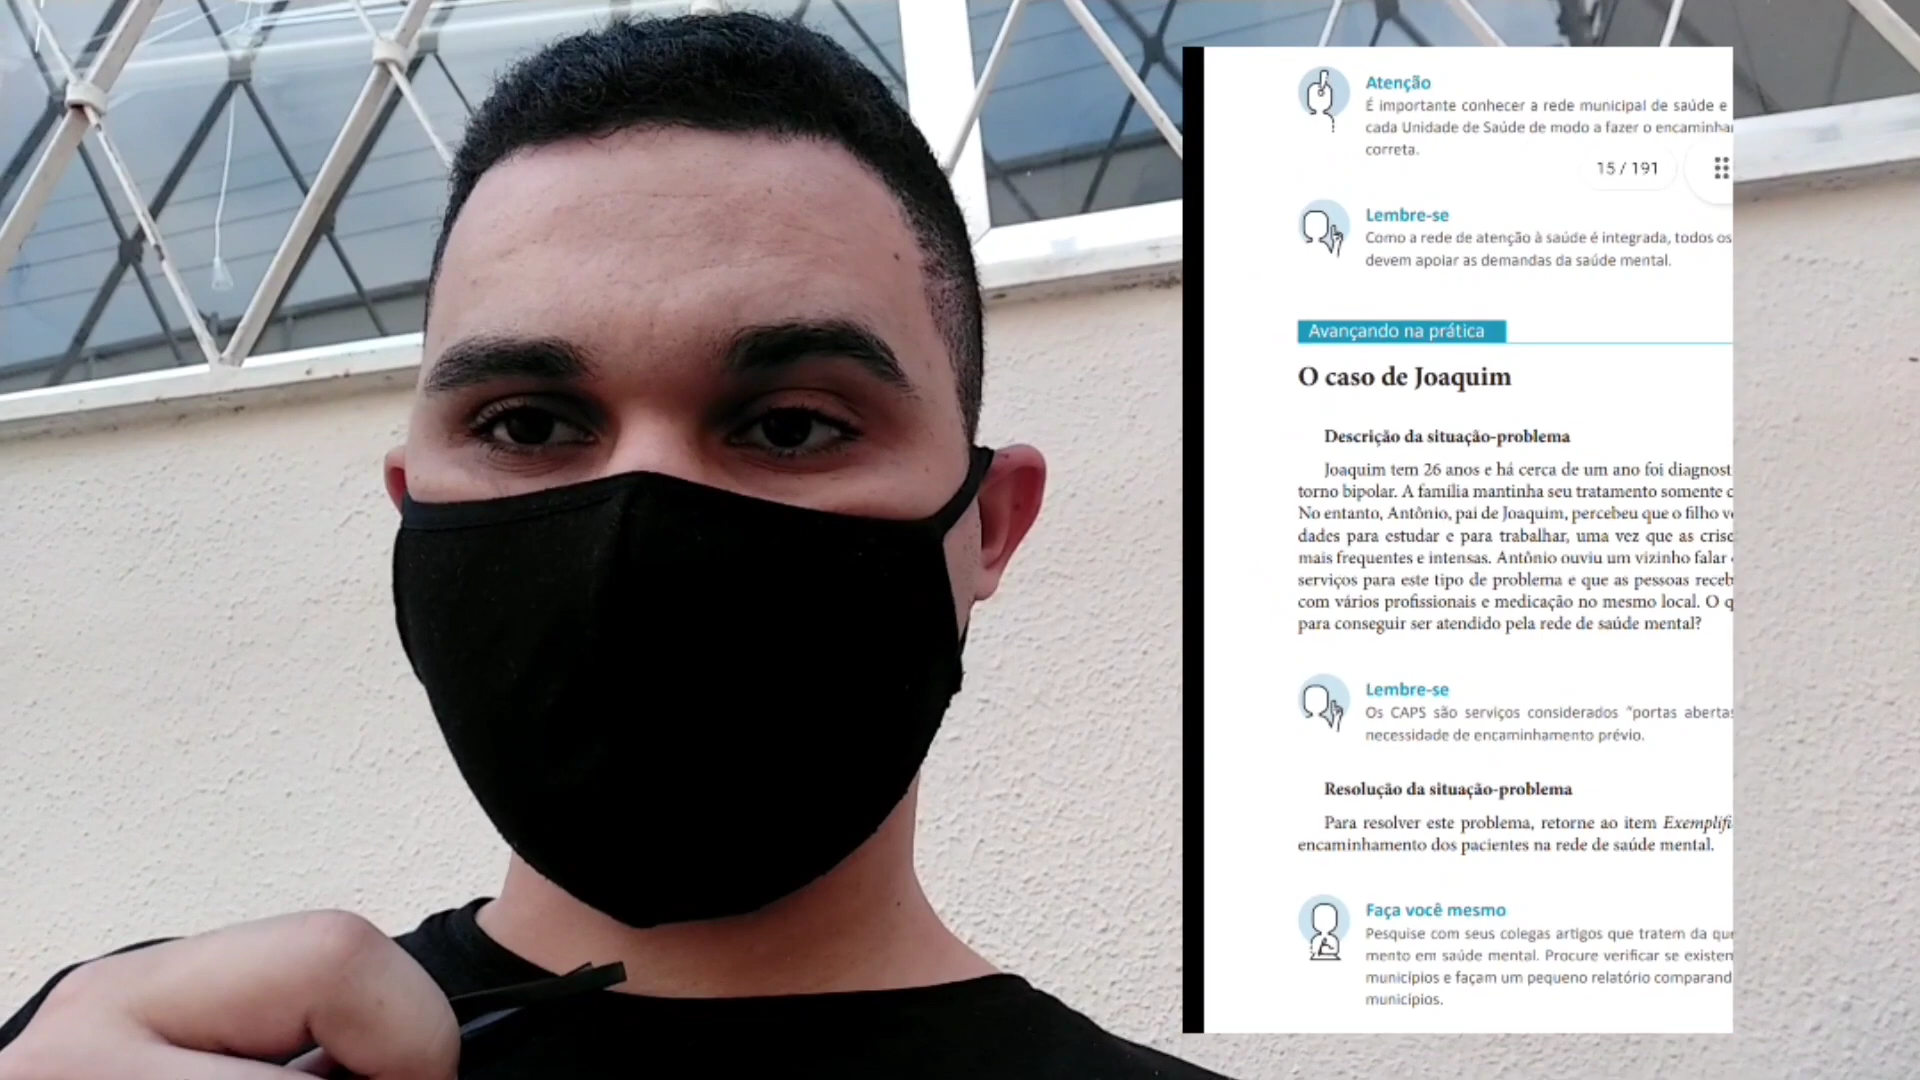 Atenção
É importante conhecer a rede municipal de saúde e
cada Unidade de Saúde de modo a fazer o
correta.
15 / 191
Lembre-se
Como a rede de atenção à saúde é integrada, todos os
devem apoiar as demandas da saúde mental.
Avançando na prática
O caso de Joaquim
Descrição da situação-problema
Joaquim tem 26 anos e há cerca de um ano foi
torno bipolar. A família mantinha seu tratamento somente
No entanto, Antônio, pai de Joaquim, percebeu que o filho
dades para estudar e para trabalhar, uma vez que as
mais frequentes e intensas. Antônio ouviu um vizinho falar
serviços para este tipo de problema e que as pessoas
com vários profissionais e medicação no mesmo local. O
para conseguir ser atendido pela rede de saúde mental?
Lembre-se
Os CAPS são serviços considerados "portas
necessidade de encaminhamento prévio.
Resolução da situação-problema
Para resolver este problema, retorne ao item
encaminhamento dos pacientes na rede de saúde mental.
Faça você mesmo
Pesquise com seus colegas artigos que tratem da
mento em saúde mental. Procure verificar se
municípios e façam um pequeno relatório
municípios.